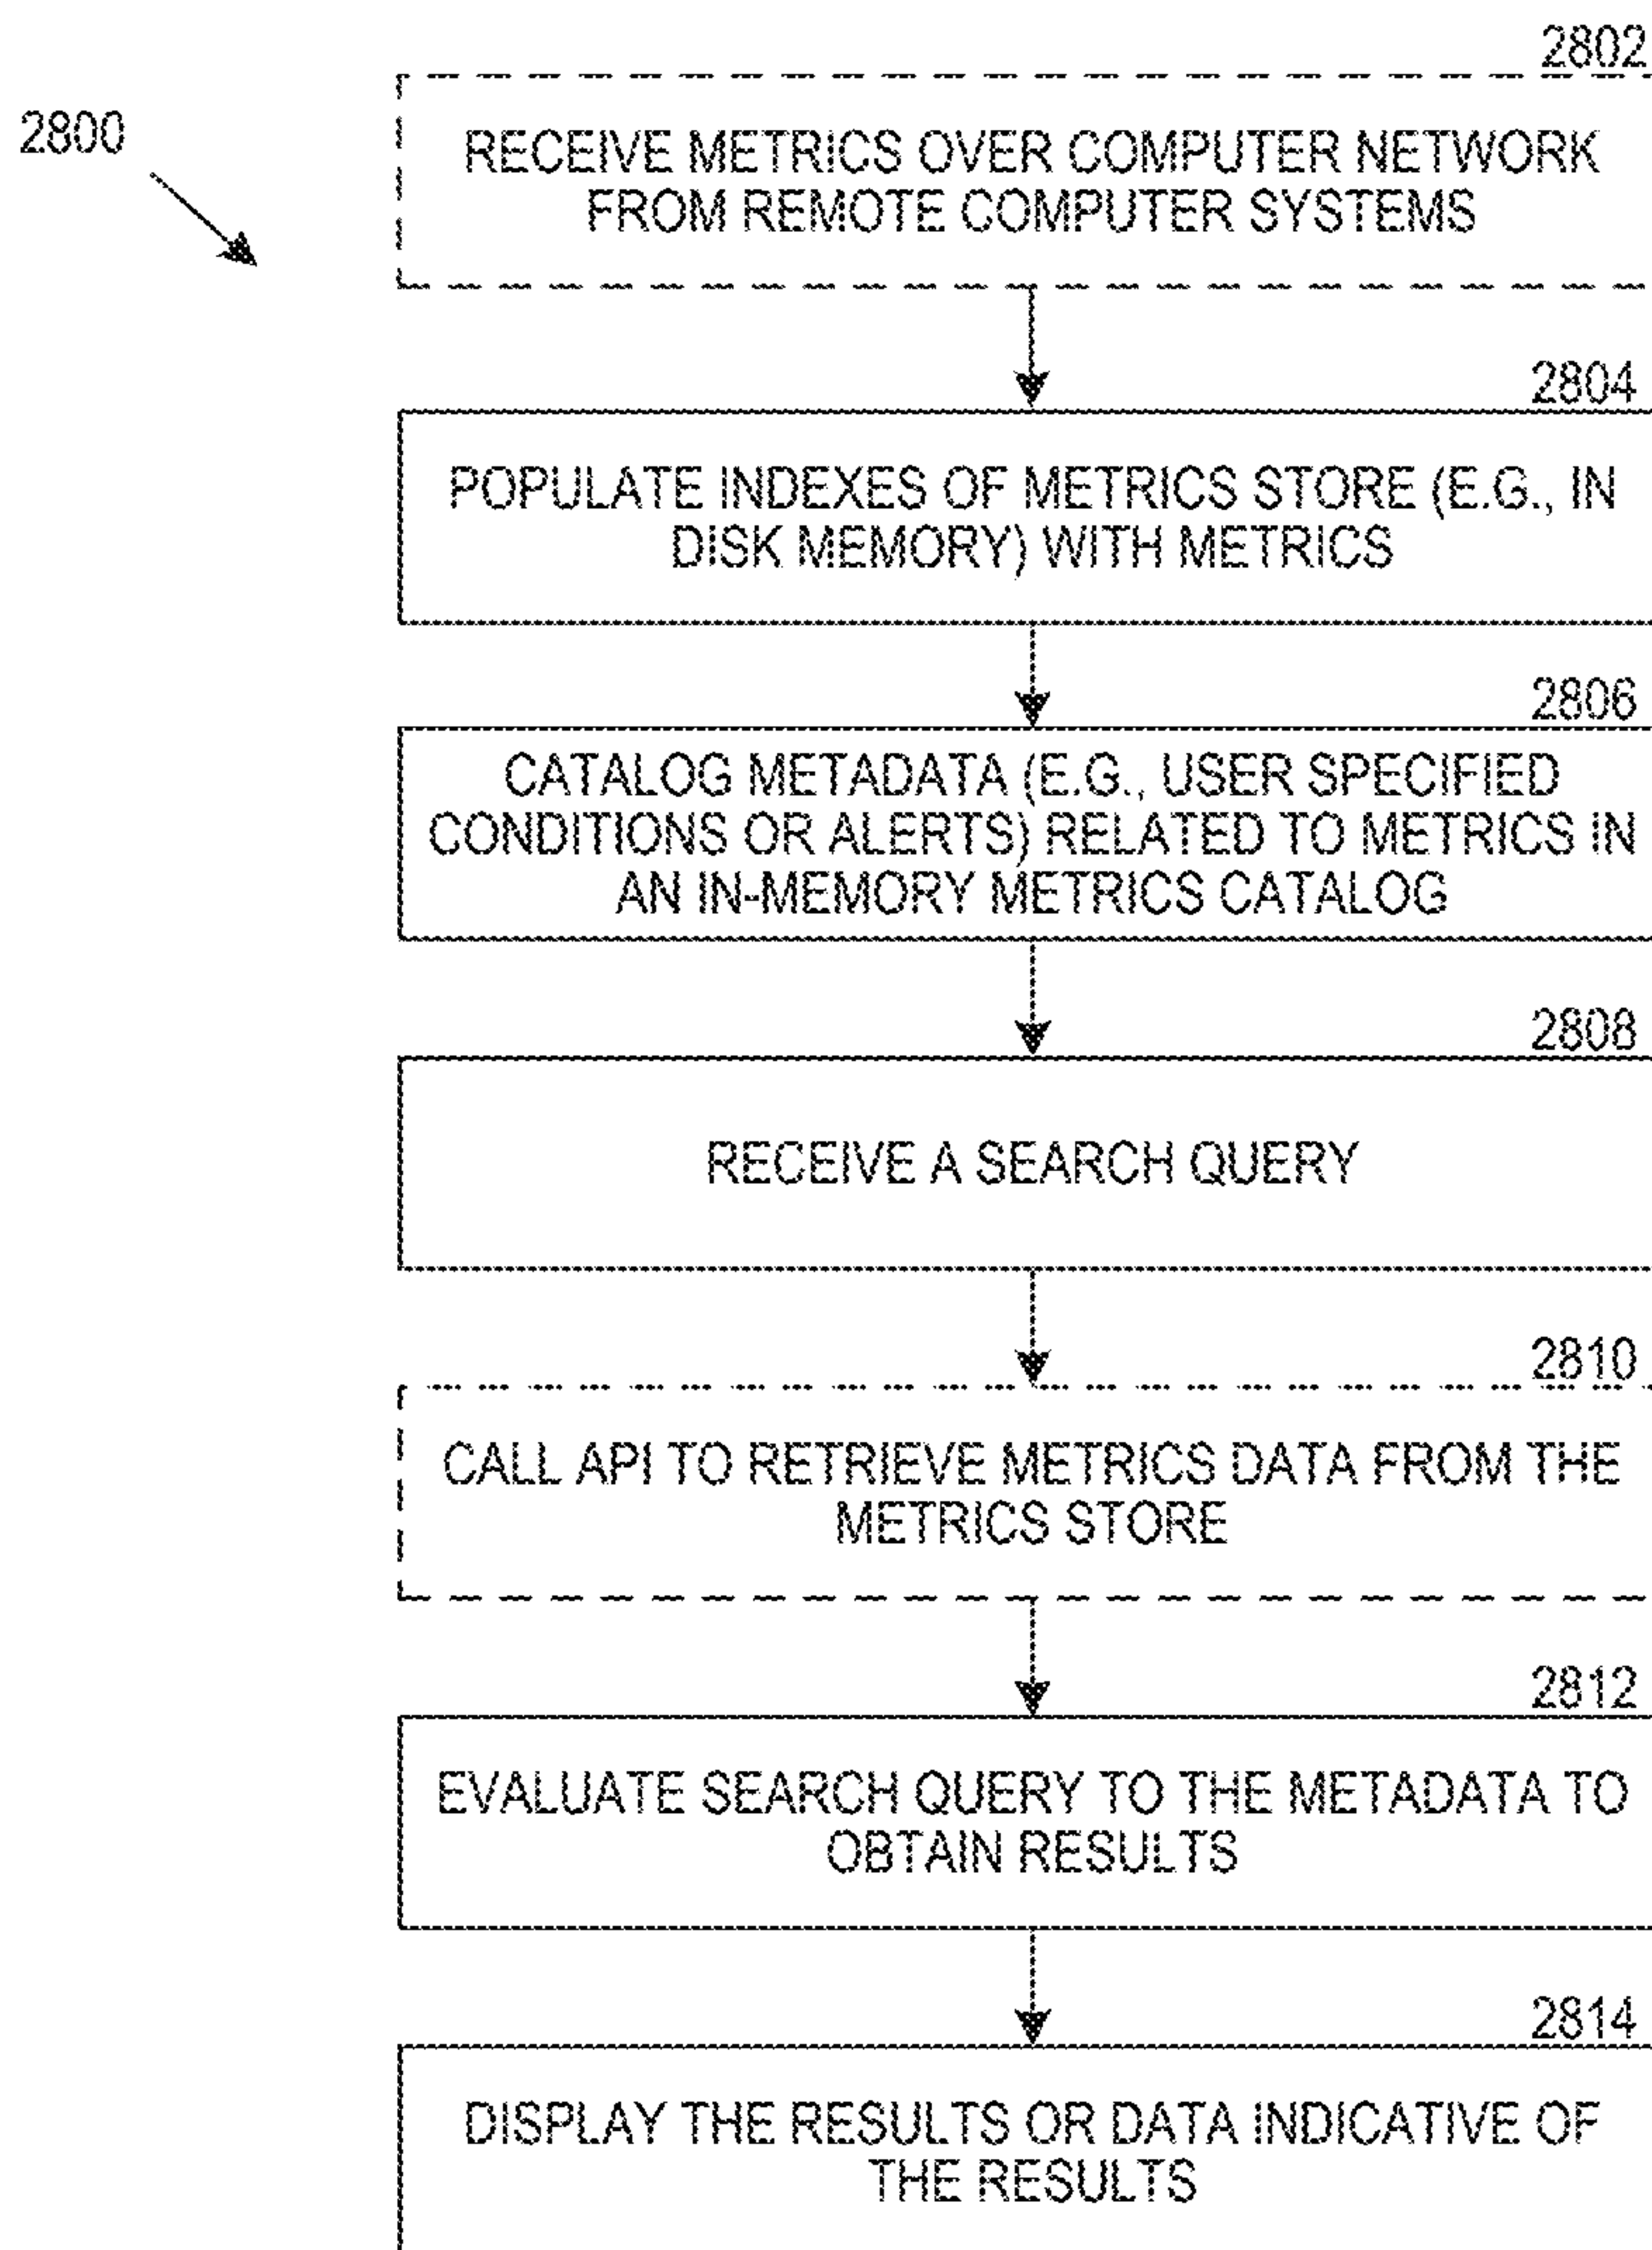 2802
2800
RECEIVE METRICS OVER COMPUTER NETWORK
FROM REMOTE COMPUTER SYSTEMS
2804
POPULATE INDEXES OF METRICS STORE (E.G., IN
DISK MEMORY) WITH METRICS
2806
CATALOG METADATA (E.G., USER SPECIFIED
CONDITIONS OR ALERTS) RELATED TO METRICS IN
AN IN-MEMORY METRICS CATALOG
2808
RECEIVE A SEARCH QUERY
2810
CALL API TO RETRIEVE METRICS DATA FROM THE
METRICS STORE
2812
EVALUATE SEARCH QUERY TO THE METADATA TO
OBTAIN RESULTS
2814
DISPLAY THE RESULTS OR DATA INDICATIVE OF
THE RESULTS